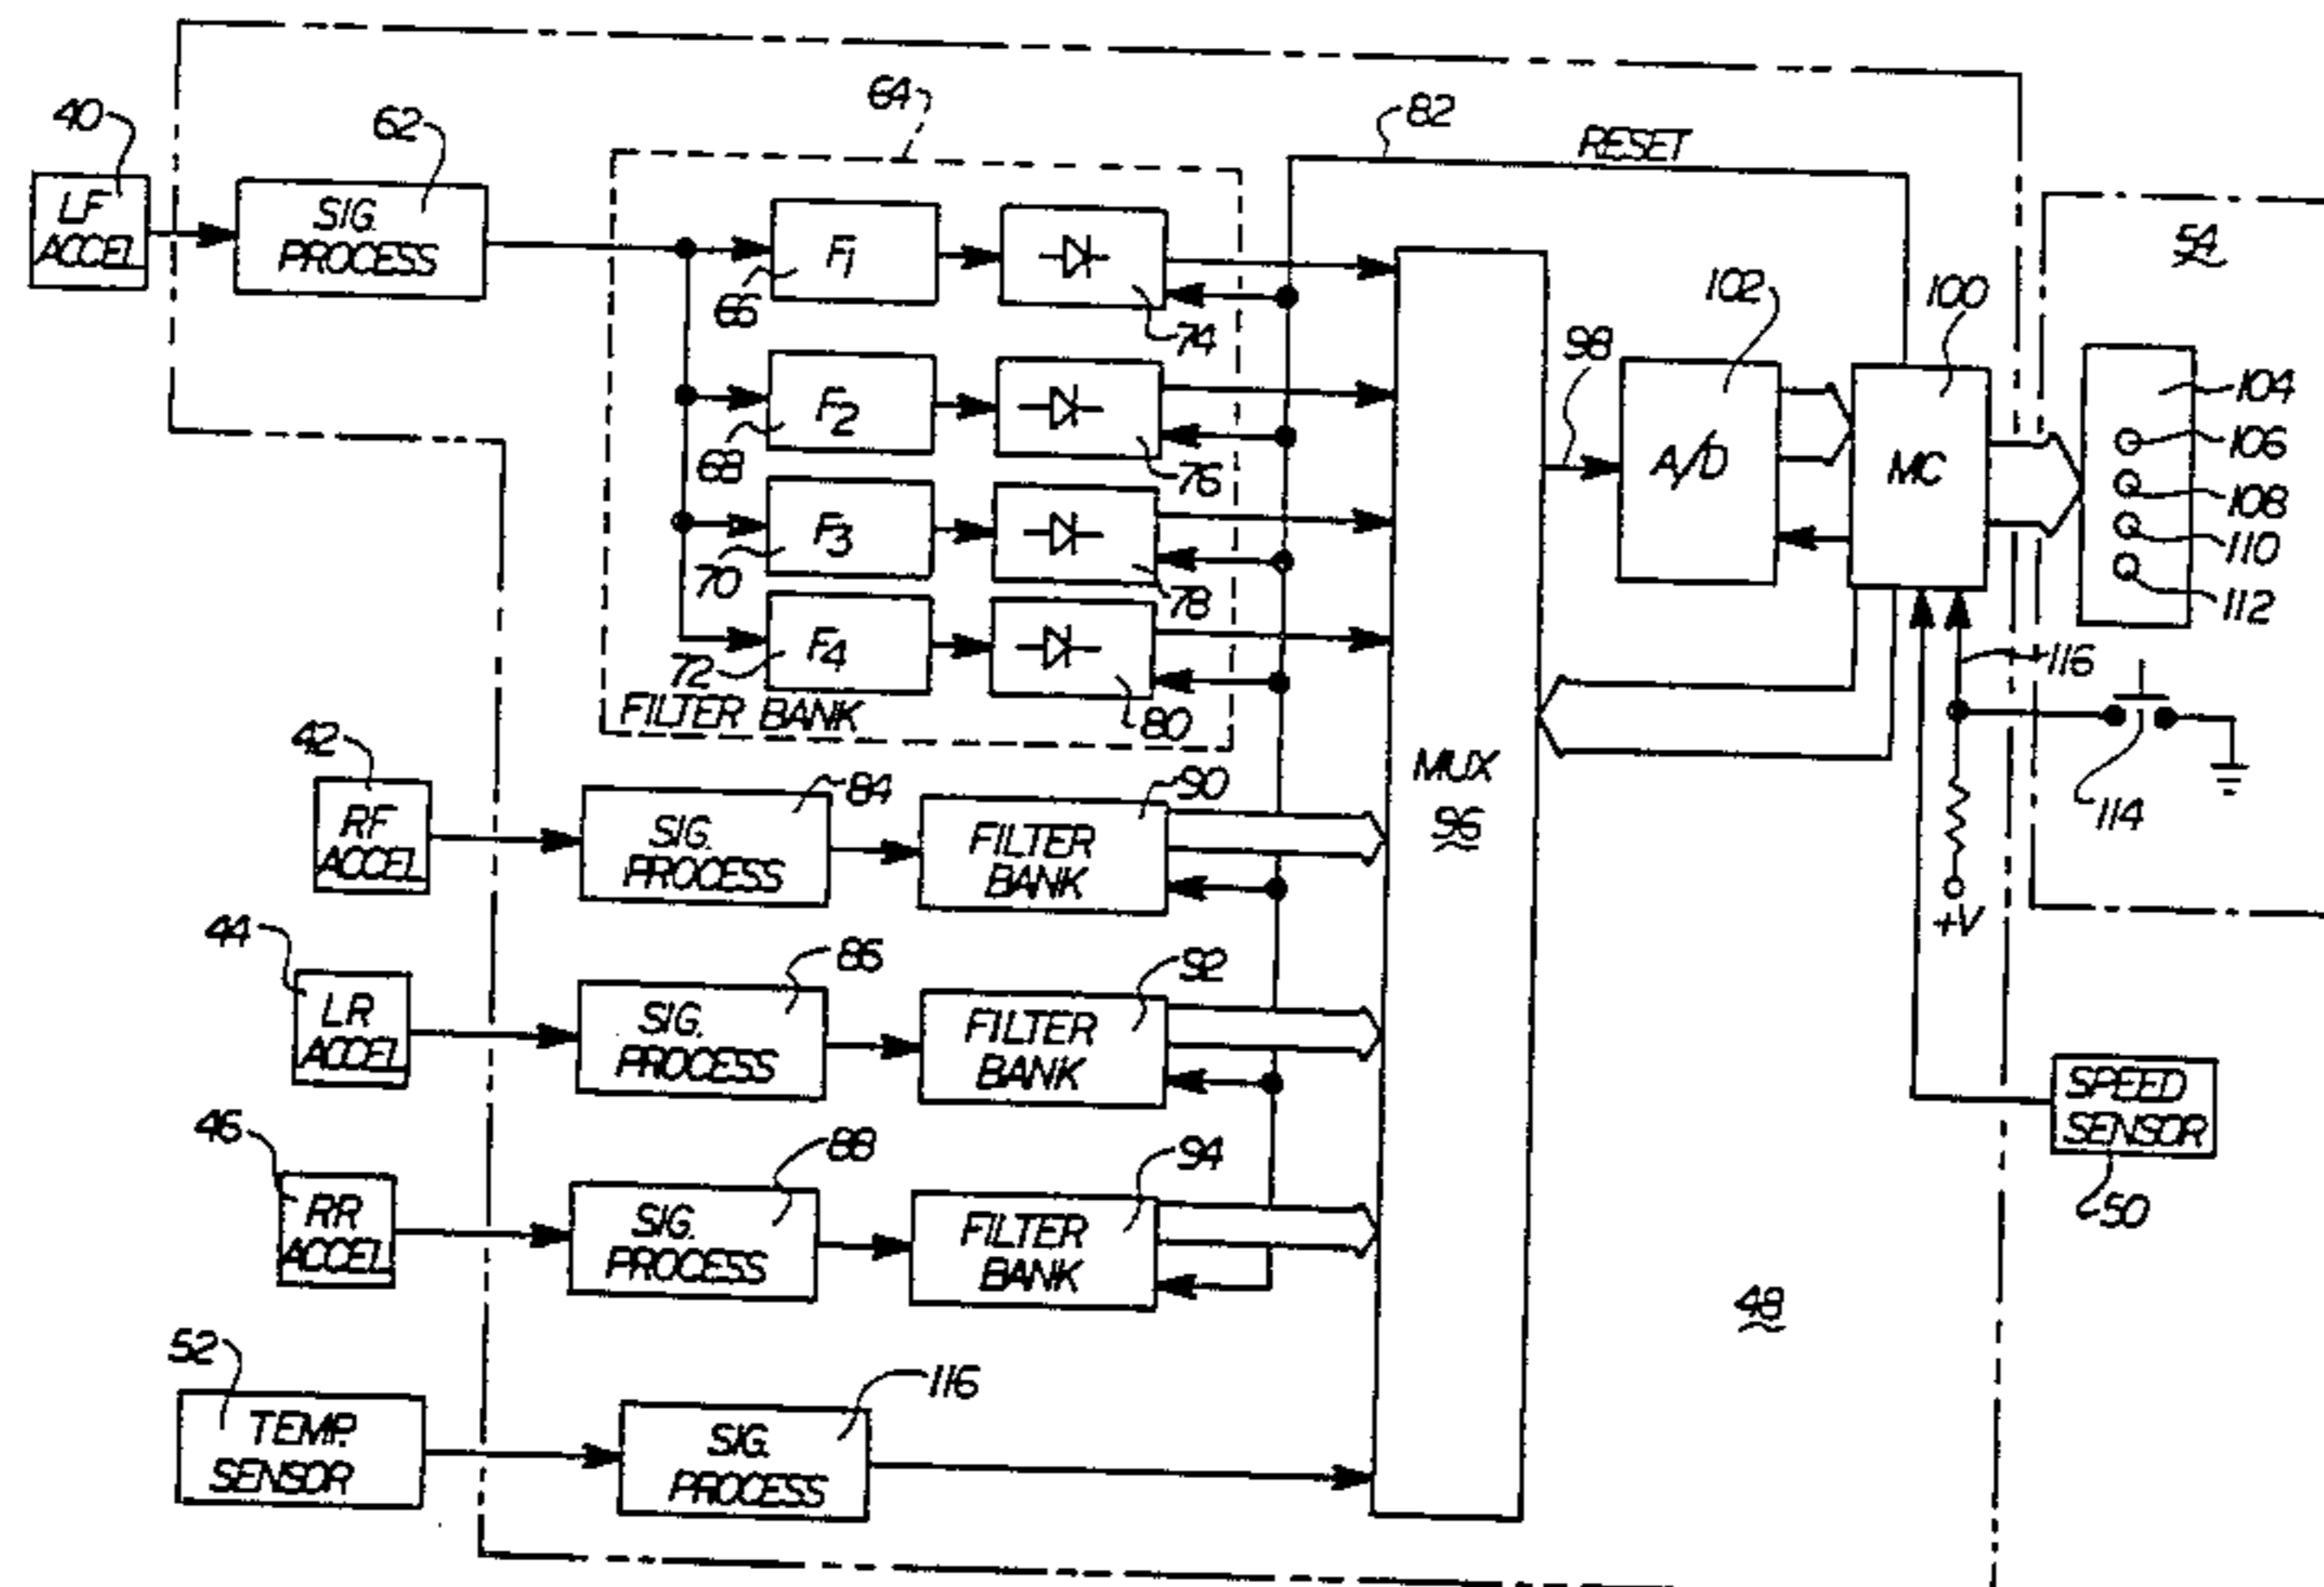 64
82
RESET
40
62
LF
ACCEL
SIG.
PROCESS
F1
66
74
54
102
100
98
F2
68
76
A/D
MC
104
106
108
110
112
F3
70
78
F4
72
80
FILTER BANK
116
114
+V
42
RF
ACCEL
84
SIG.
PROCESS
90
FILTER
BANK
MUX
96
44
LR
ACCEL
86
SIG.
PROCESS
92
FILTER
BANK
SPEED
SENSOR
50
46
RR
ACCEL
88
SIG.
PROCESS
94
FILTER
BANK
48
52
TEMP.
SENSOR
116
SIG.
PROCESS